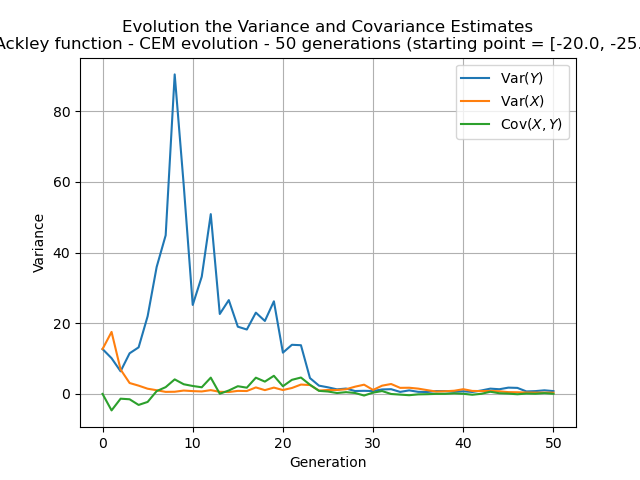 Evolution the Variance and Covariance Estimates
Ackley function - CEM evolution - 50 generations (starting point = [-20.0, -25.
Var(Y)
Var(X)
Cov(X, Y)
80
60
40
20
0
Variance
0 10 20 30 40 50
Generation